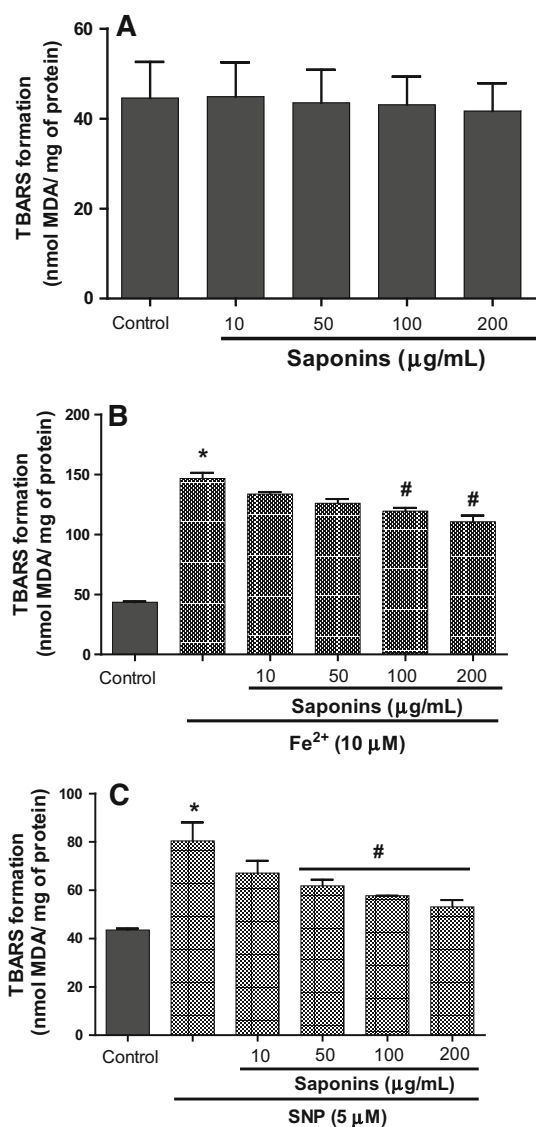 A
TBARS formation
(nmol MDA/ mg of protein)
60
40
20
0
Control 10 50 100 200
Saponins (μg/mL)
B
TBARS formation
(nmol MDA/ mg of protein)
200
150
100
50
0
*
#
#
Control 10 50 100 200
Saponins (μg/mL)
Fe²⁺ (10 μM)
C
TBARS formation
(nmol MDA/ mg of protein)
100
80
60
40
20
0
*
#
Control 10 50 100 200
Saponins (μg/mL)
SNP (5 μM)